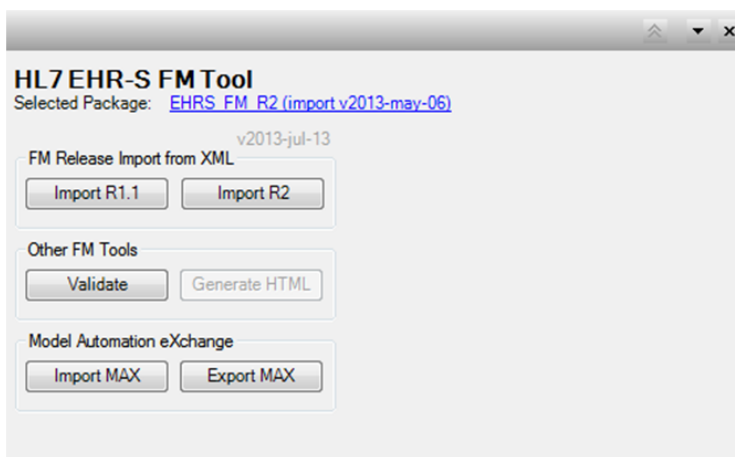 HL7 EHR-S FM Tool
Selected Package: EHRS_FM_R2 (import v2013-may-06)
v2013-jul-13
FM Release Import from XML
Import R1.1 Import R2
Other FM Tools
Validate Generate HTML
Model Automation eXchange
Import MAX Export MAX